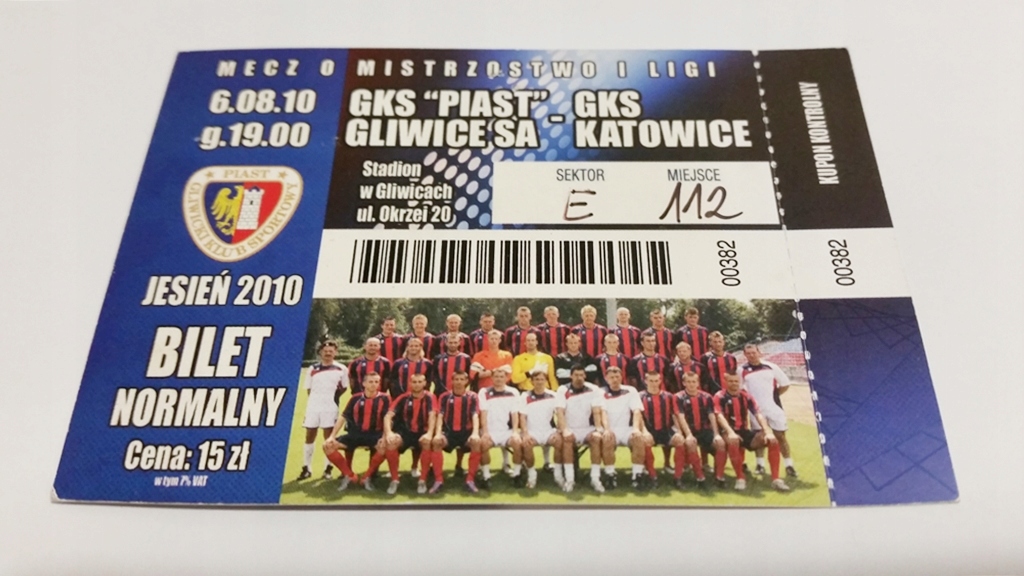 MECZ O MISTRZOSTWO I LIGI
6.08.10
g.19.00
GKS "PIAST" - GKS
GLIWICE SA KATOWICE
Stadion
w Gliwicach
ul. Okrzei 20
SEKTOR MIEJSCE
E 112
PIAST
GLIWICKI KLUB SPORTOWY
00382
JESIEŃ 2010
BILET
NORMALNY
Cena: 15 zł
w tym 7% VAT
KUPON KONTROLNY
00382